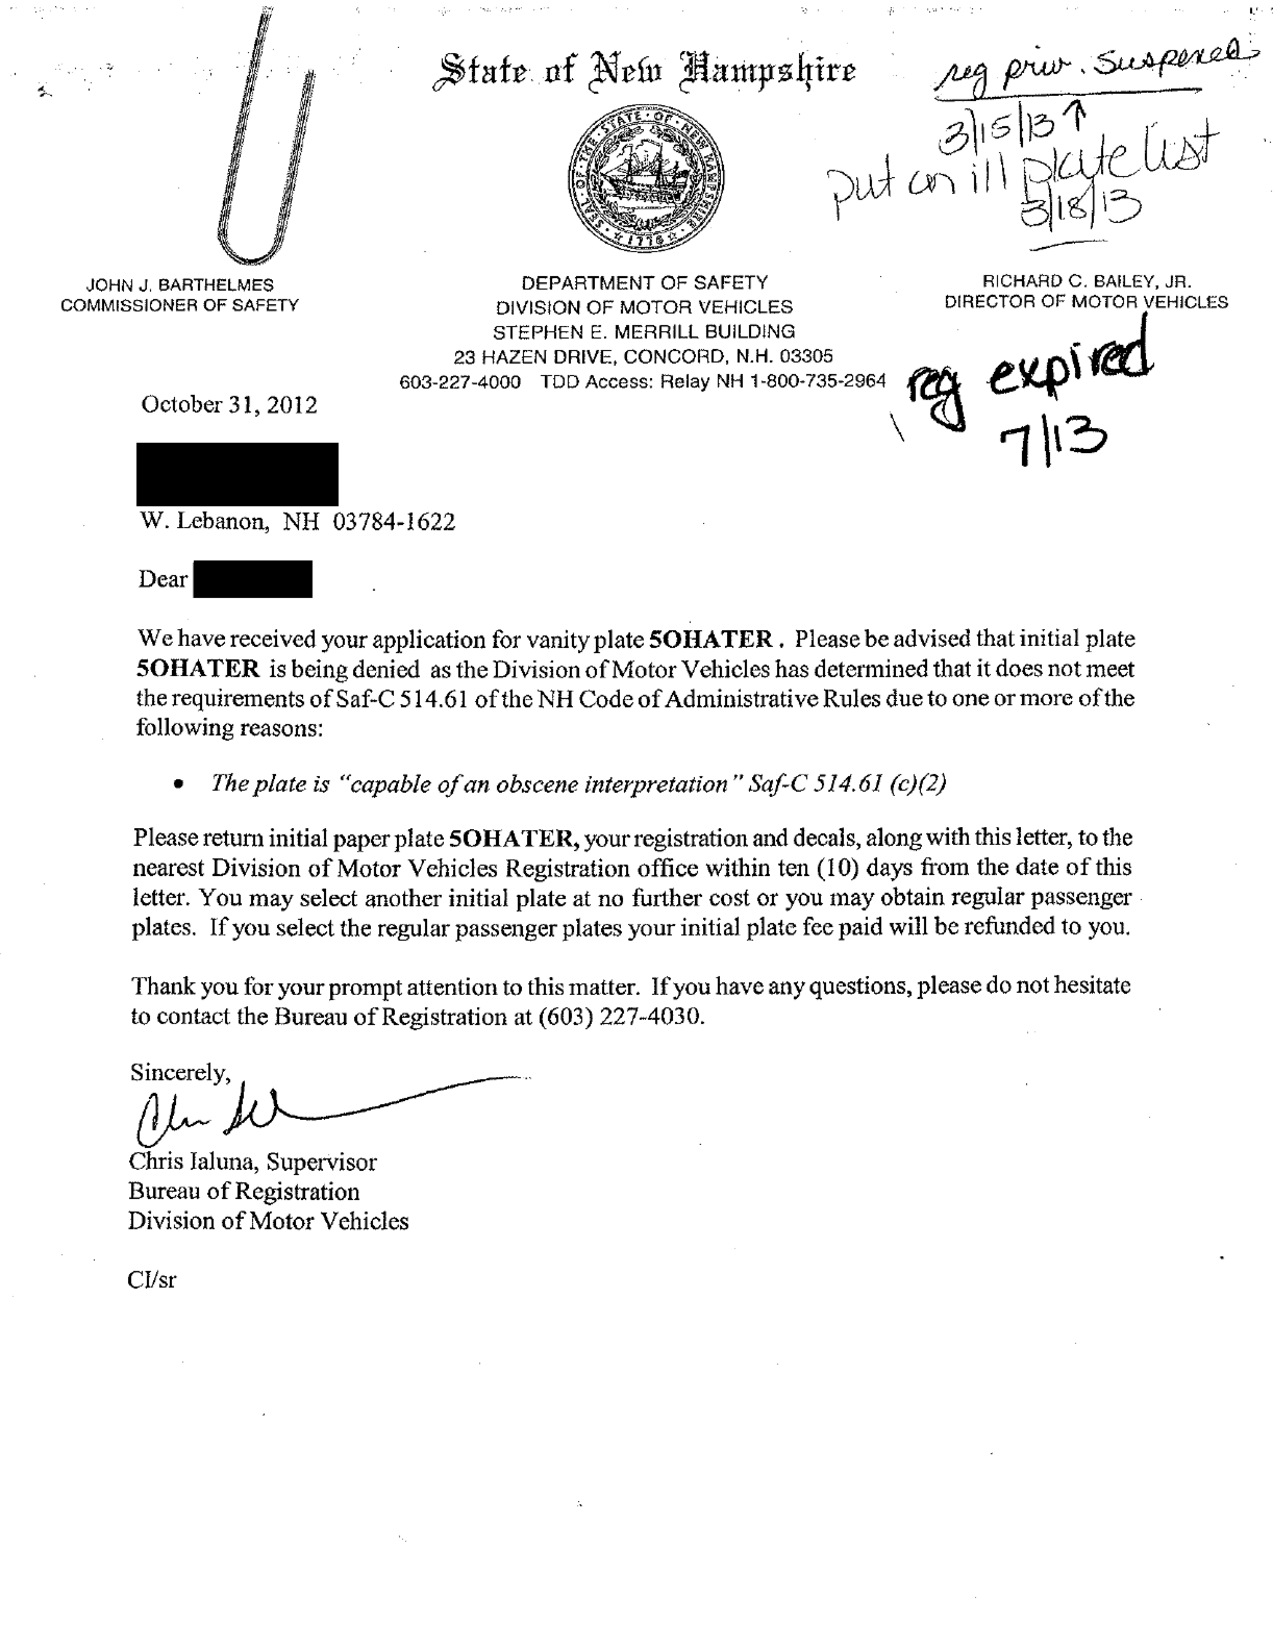 State of New Hampshire
reg priv. suspened
3/15/13 ↑
put on ill plate list
3/18/13
SEAL · OF · THE · STATE · OF · NEW HAMPSHIRE
1776
JOHN J. BARTHELMES
COMMISSIONER OF SAFETY
DEPARTMENT OF SAFETY
DIVISION OF MOTOR VEHICLES
STEPHEN E. MERRILL BUILDING
23 HAZEN DRIVE, CONCORD, N.H. 03305
603-227-4000 TDD Access: Relay NH 1-800-735-2964
RICHARD C. BAILEY, JR.
DIRECTOR OF MOTOR VEHICLES
reg expired
7/13
October 31, 2012
W. Lebanon, NH 03784-1622
Dear
We have received your application for vanity plate 5OHATER . Please be advised that initial plate
5OHATER is being denied as the Division of Motor Vehicles has determined that it does not meet
the requirements of Saf-C 514.61 of the NH Code of Administrative Rules due to one or more of the
following reasons:
• The plate is “capable of an obscene interpretation” Saf-C 514.61 (c)(2)
Please return initial paper plate 5OHATER, your registration and decals, along with this letter, to the
nearest Division of Motor Vehicles Registration office within ten (10) days from the date of this
letter. You may select another initial plate at no further cost or you may obtain regular passenger
plates. If you select the regular passenger plates your initial plate fee paid will be refunded to you.
Thank you for your prompt attention to this matter. If you have any questions, please do not hesitate
to contact the Bureau of Registration at (603) 227-4030.
Sincerely,
Chris Ialuna, Supervisor
Bureau of Registration
Division of Motor Vehicles
CI/sr